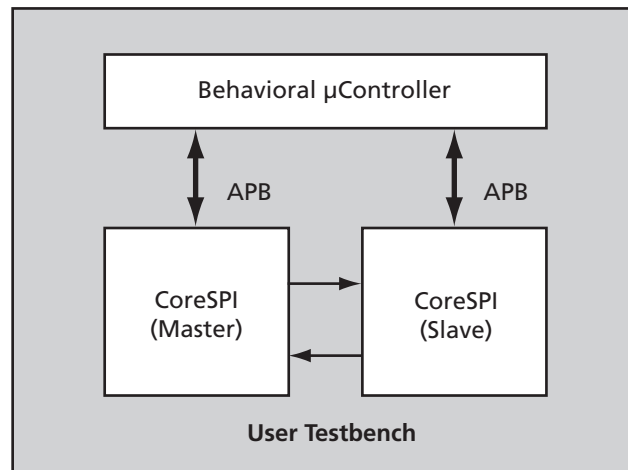 Behavioral µController
APB APB
CoreSPI CoreSPI
(Master) (Slave)
User Testbench